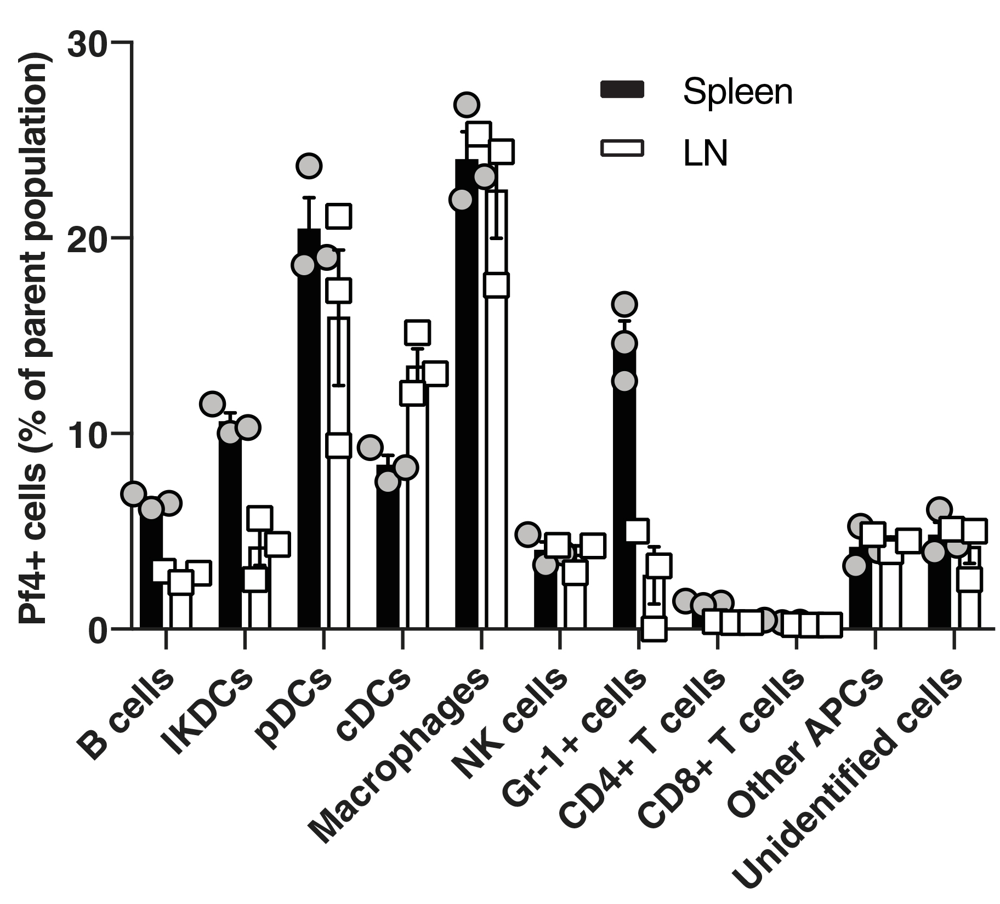 Pf4+ cells (% of parent population)
30
20
10
0
Spleen
LN
B cells
IKDCs
pDCs
cDCs
Macrophages
NK cells
Gr-1+ cells
CD4+ T cells
CD8+ T cells
Other APCs
Unidentified cells